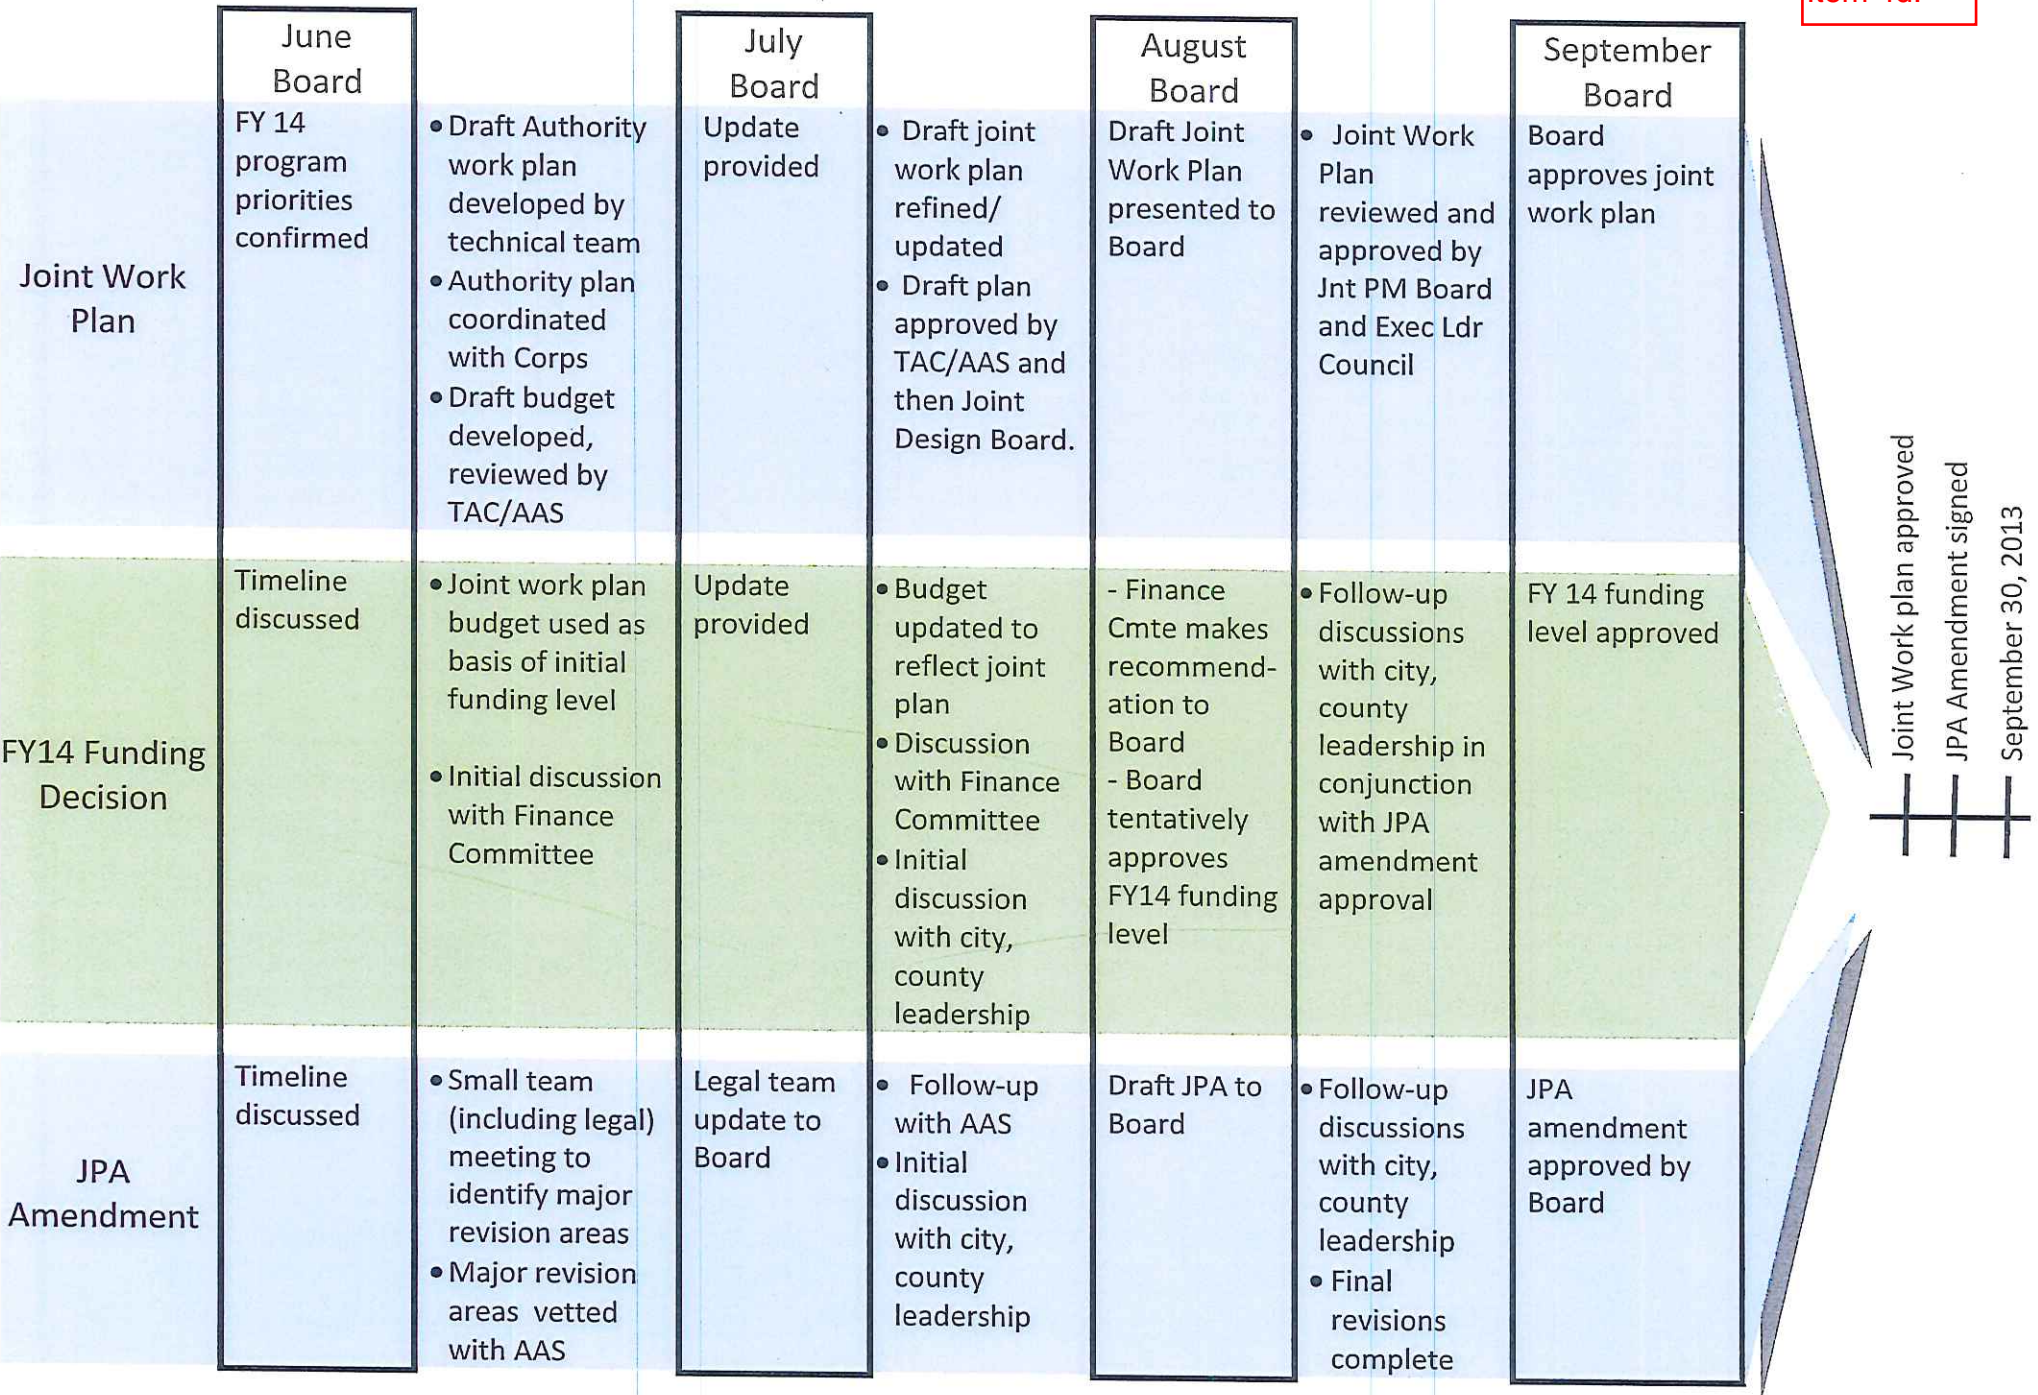 June
Board
July
Board
August
Board
September
Board
Joint Work
Plan
FY 14
program
priorities
confirmed
• Draft Authority
work plan
developed by
technical team
• Authority plan
coordinated
with Corps
• Draft budget
developed,
reviewed by
TAC/AAS
Update
provided
• Draft joint
work plan
refined/
updated
• Draft plan
approved by
TAC/AAS and
then Joint
Design Board.
Draft Joint
Work Plan
presented to
Board
• Joint Work
Plan
reviewed and
approved by
Jnt PM Board
and Exec Ldr
Council
Board
approves joint
work plan
FY14 Funding
Decision
Timeline
discussed
• Joint work plan
budget used as
basis of initial
funding level
• Initial discussion
with Finance
Committee
Update
provided
• Budget
updated to
reflect joint
plan
• Discussion
with Finance
Committee
• Initial
discussion
with city,
county
leadership
- Finance
Cmte makes
recommend-
ation to
Board
- Board
tentatively
approves
FY14 funding
level
• Follow-up
discussions
with city,
county
leadership in
conjunction
with JPA
amendment
approval
FY 14 funding
level approved
JPA
Amendment
Timeline
discussed
• Small team
(including legal)
meeting to
identify major
revision areas
• Major revision
areas vetted
with AAS
Legal team
update to
Board
• Follow-up
with AAS
• Initial
discussion
with city,
county
leadership
Draft JPA to
Board
• Follow-up
discussions
with city,
county
leadership
• Final
revisions
complete
JPA
amendment
approved by
Board
Joint Work plan approved
JPA Amendment signed
September 30, 2013